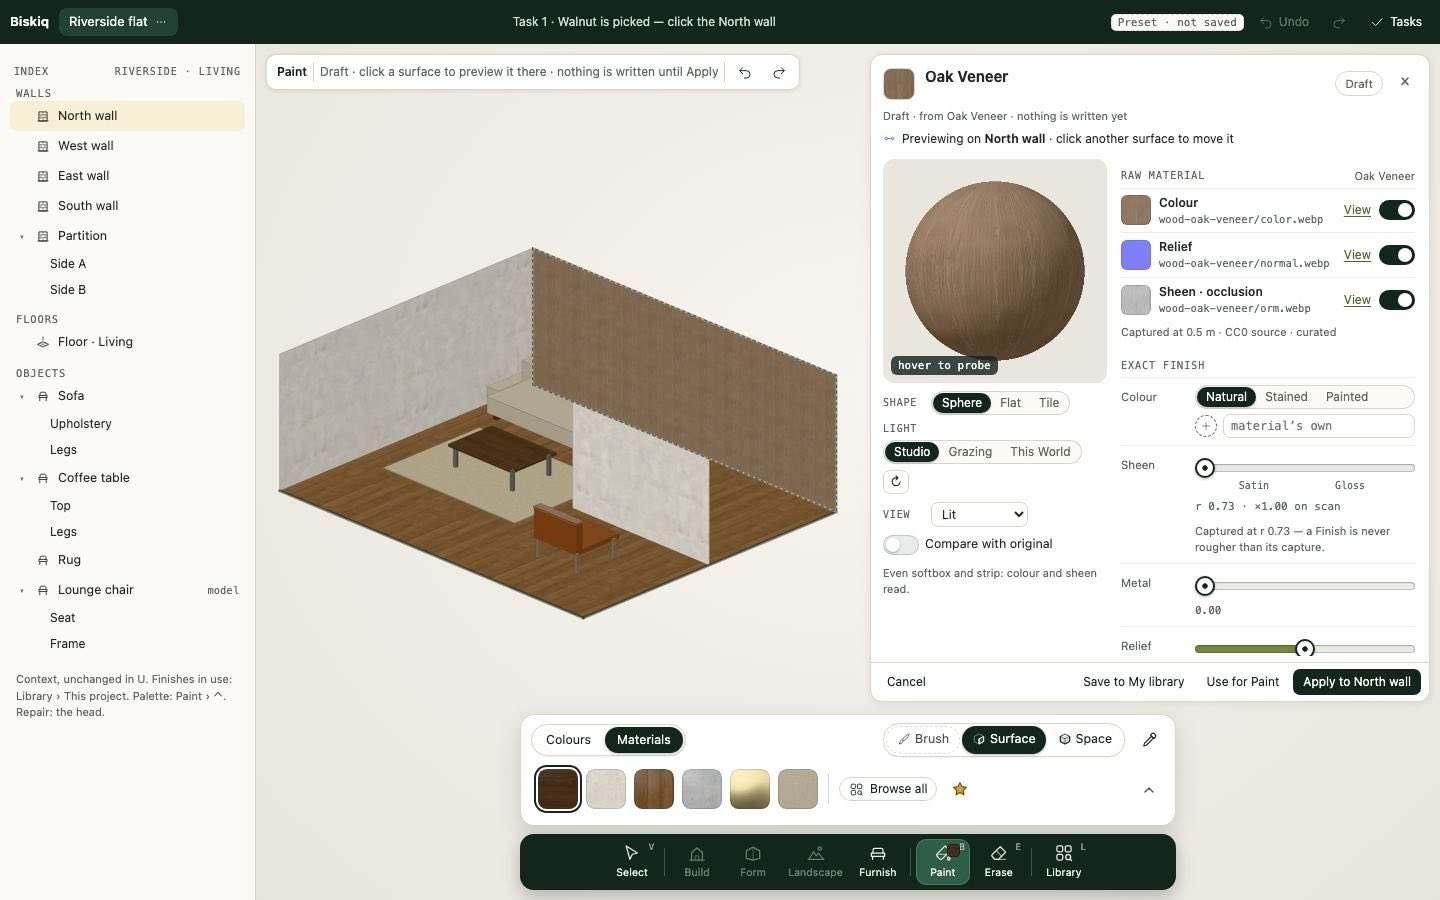 Biskiq
Riverside flat ···
Task 1 · Walnut is picked — click the North wall
Preset · not saved
Undo
Tasks
INDEX
RIVERSIDE · LIVING
WALLS
North wall
West wall
East wall
South wall
Partition
Side A
Side B
FLOORS
Floor · Living
OBJECTS
Sofa
Upholstery
Legs
Coffee table
Top
Legs
Rug
Lounge chair model
Seat
Frame
Context, unchanged in U. Finishes in use:
Library › This project. Palette: Paint › ^.
Repair: the head.
Paint
Draft · click a surface to preview it there · nothing is written until Apply
Oak Veneer
Draft
×
Draft · from Oak Veneer · nothing is written yet
Previewing on North wall · click another surface to move it
hover to probe
SHAPE
Sphere
Flat
Tile
LIGHT
Studio
Grazing
This World
VIEW
Lit
Compare with original
Even softbox and strip: colour and sheen
read.
RAW MATERIAL
Oak Veneer
Colour
wood-oak-veneer/color.webp
View
Relief
wood-oak-veneer/normal.webp
View
Sheen · occlusion
wood-oak-veneer/orm.webp
View
Captured at 0.5 m · CC0 source · curated
EXACT FINISH
Colour
Natural
Stained
Painted
material’s own
Sheen
Satin
Gloss
r 0.73 · ×1.00 on scan
Captured at r 0.73 — a Finish is never
rougher than its capture.
Metal
0.00
Relief
Cancel
Save to My library
Use for Paint
Apply to North wall
Colours
Materials
Brush
Surface
Space
Browse all
Select V
Build
Form
Landscape
Furnish
Paint B
Erase E
Library L